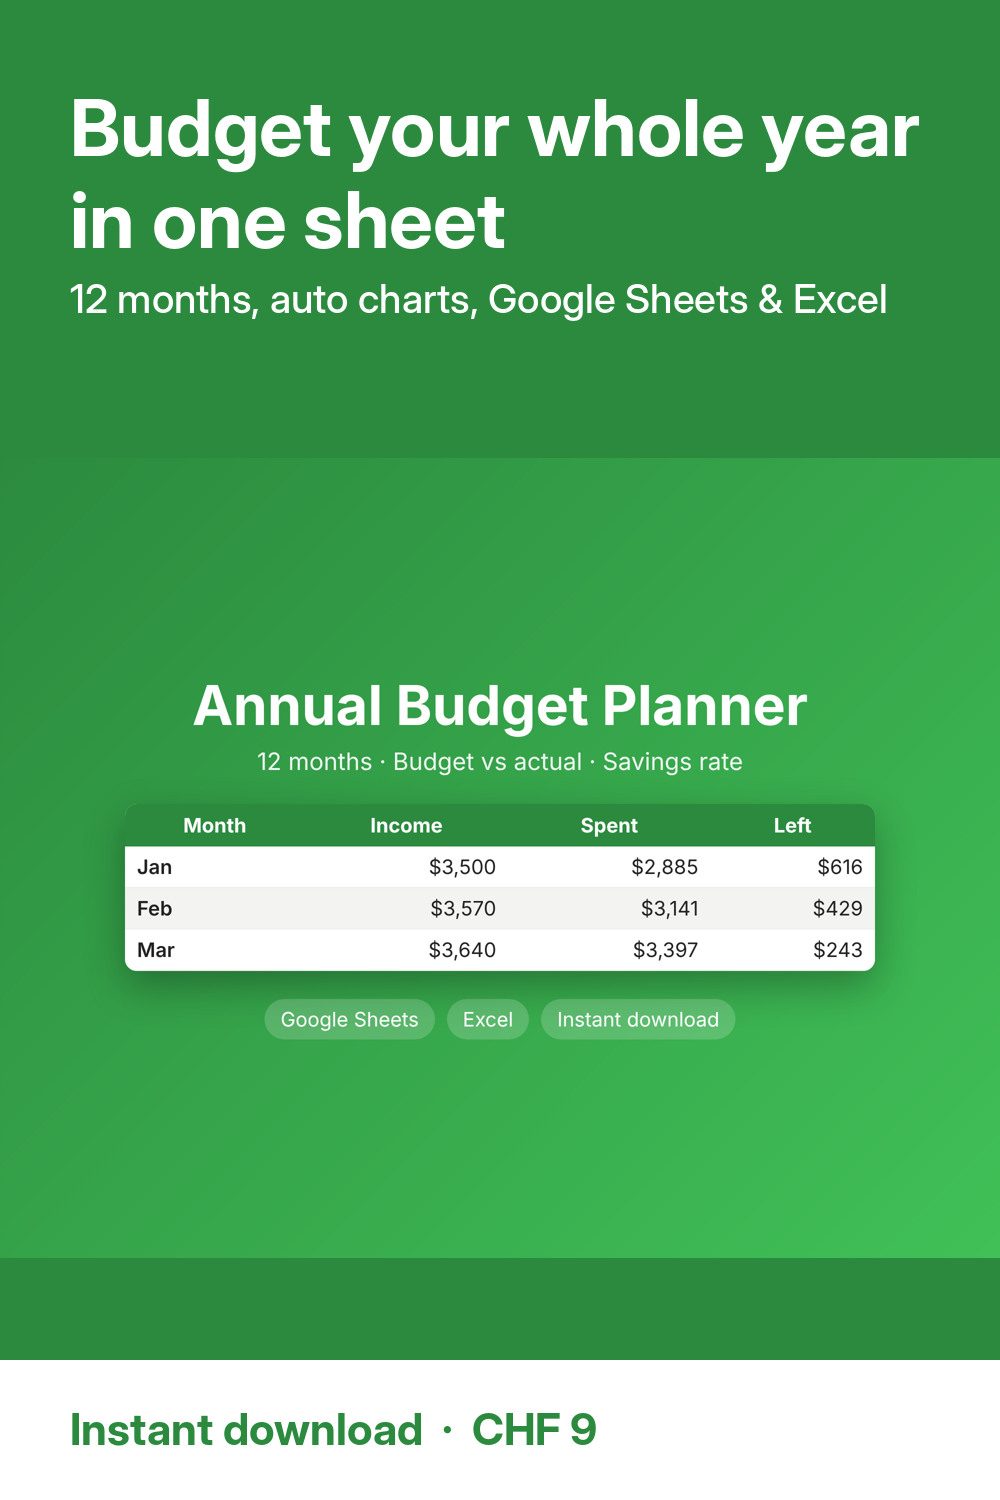 Budget your whole year
in one sheet
12 months, auto charts, Google Sheets & Excel
Annual Budget Planner
12 months · Budget vs actual · Savings rate
Month Income Spent Left
Jan $3,500 $2,885 $616
Feb $3,570 $3,141 $429
Mar $3,640 $3,397 $243
Google Sheets Excel Instant download
Instant download · CHF 9